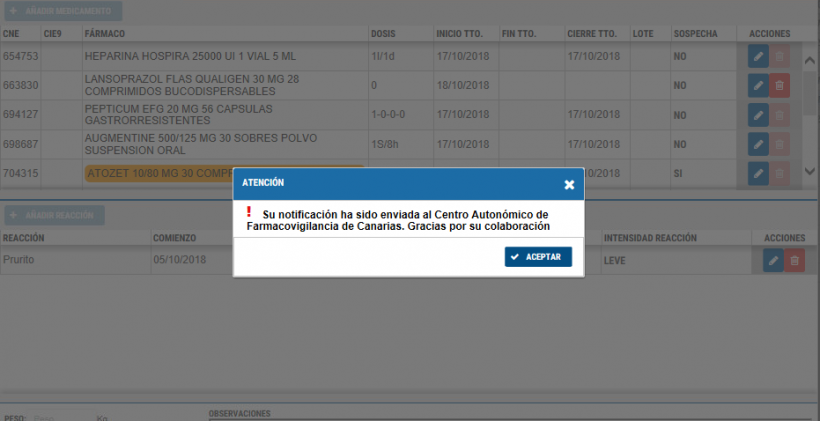 + AÑADIR MEDICAMENTO
CNE CIE9 FÁRMACO DOSIS INICIO TTO. FIN TTO. CIERRE TTO. LOTE SOSPECHA ACCIONES
654753 HEPARINA HOSPIRA 25000 UI 1 VIAL 5 ML 1I/1d 17/10/2018 17/10/2018 NO
663830 LANSOPRAZOL FLAS QUALIGEN 30 MG 28 COMPRIMIDOS BUCODISPERSABLES 0 18/10/2018 NO
694127 PEPTICUM EFG 20 MG 56 CAPSULAS GASTRORRESISTENTES 1-0-0-0 17/10/2018 17/10/2018 NO
698687 AUGMENTINE 500/125 MG 30 SOBRES POLVO SUSPENSION ORAL 1S/8h 17/10/2018 17/10/2018 NO
704315 ATOZET 10/80 MG 30 /10/2018 SI
ATENCIÓN
! Su notificación ha sido enviada al Centro Autonómico de
Farmacovigilancia de Canarias. Gracias por su colaboración
ACEPTAR
+ AÑADIR REACCIÓN
REACCIÓN COMIENZO INTENSIDAD REACCIÓN ACCIONES
Prurito 05/10/2018 LEVE
PESO: Kg OBSERVACIONES